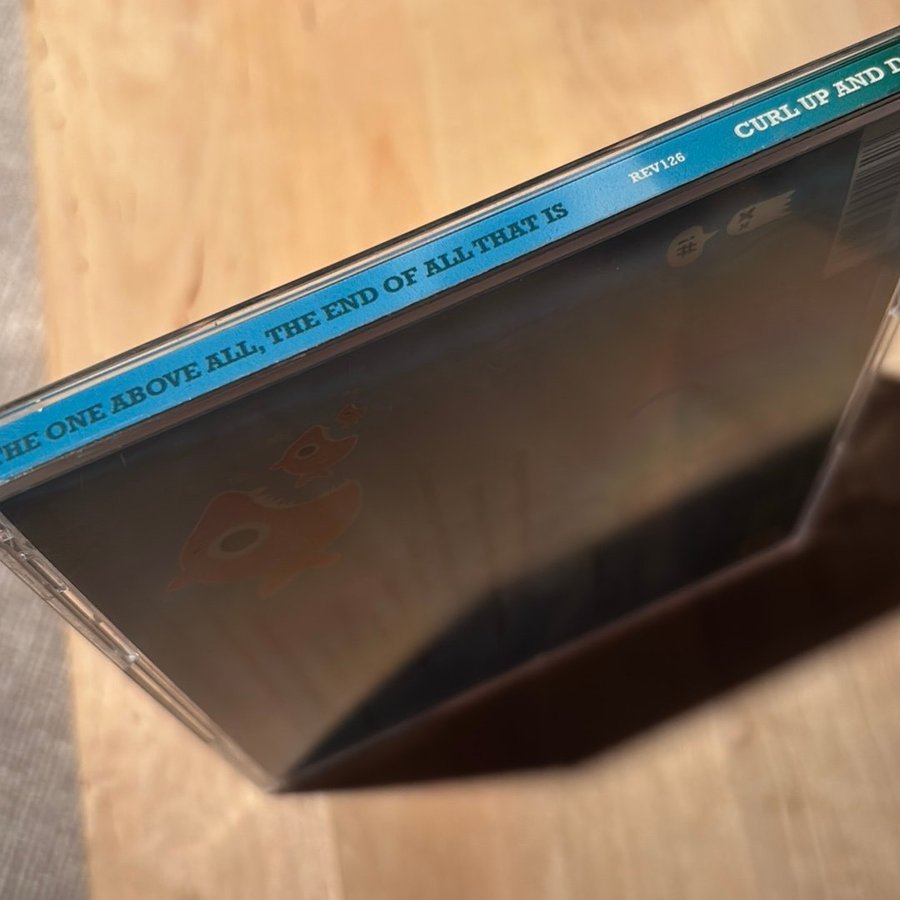 THE ONE ABOVE ALL, THE END OF ALL THAT IS
REV126
CURL UP AND D
#!